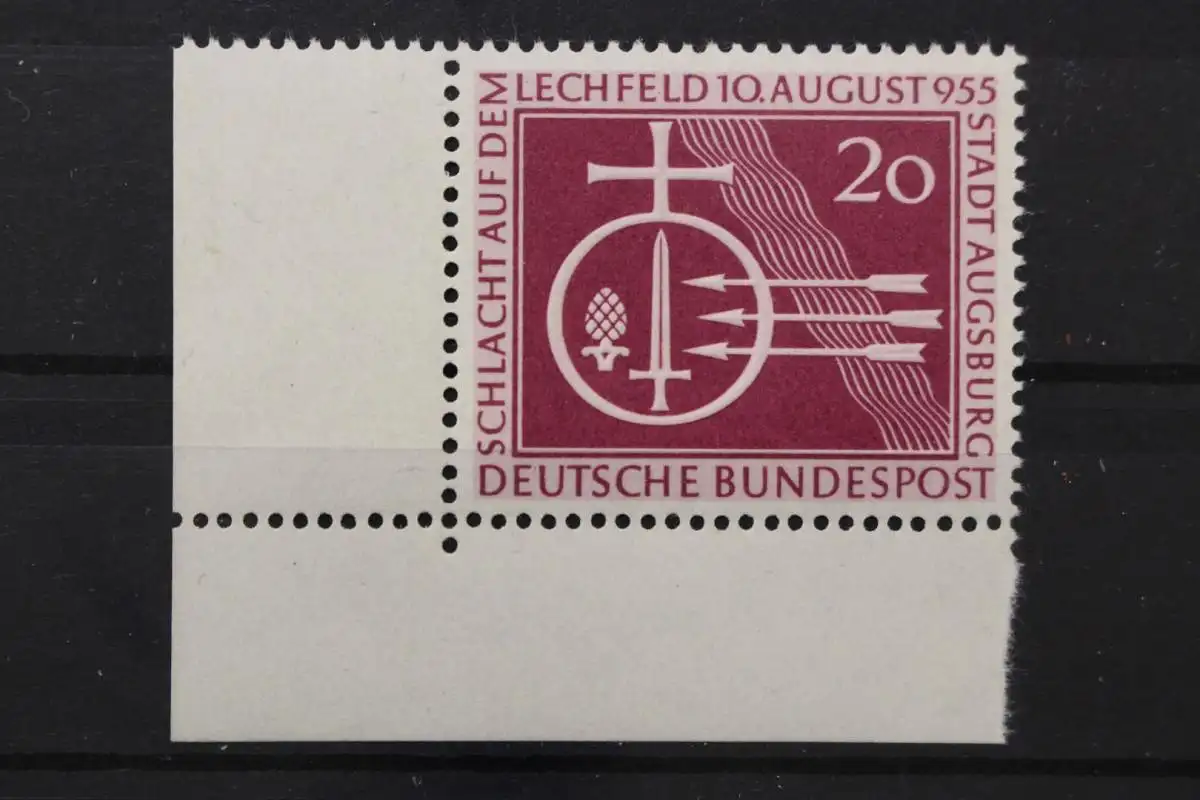 SCHLACHT AUF DEM
LECHFELD 10. AUGUST 955
STADT AUGSBURG
20
DEUTSCHE BUNDESPOST